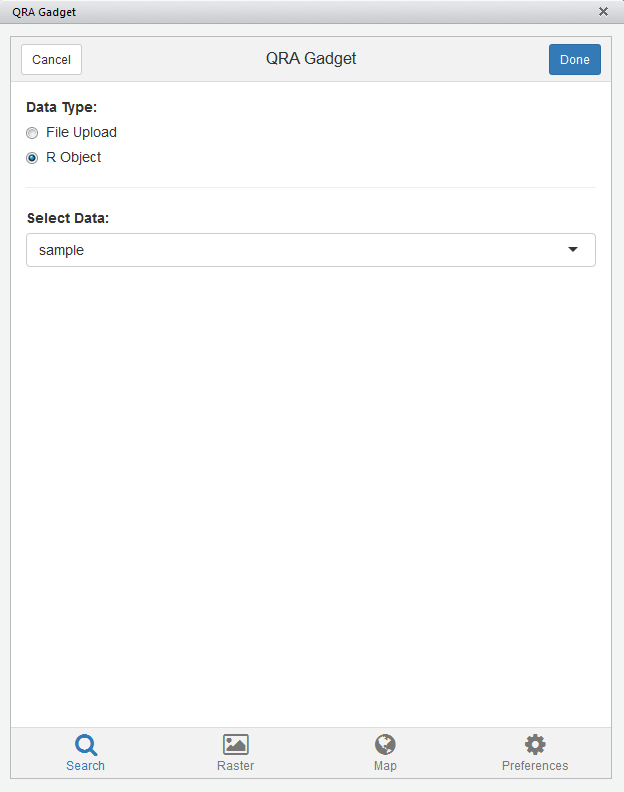 QRA Gadget
Cancel QRA Gadget Done
Data Type:
File Upload
R Object
Select Data:
sample
Search Raster Map Preferences